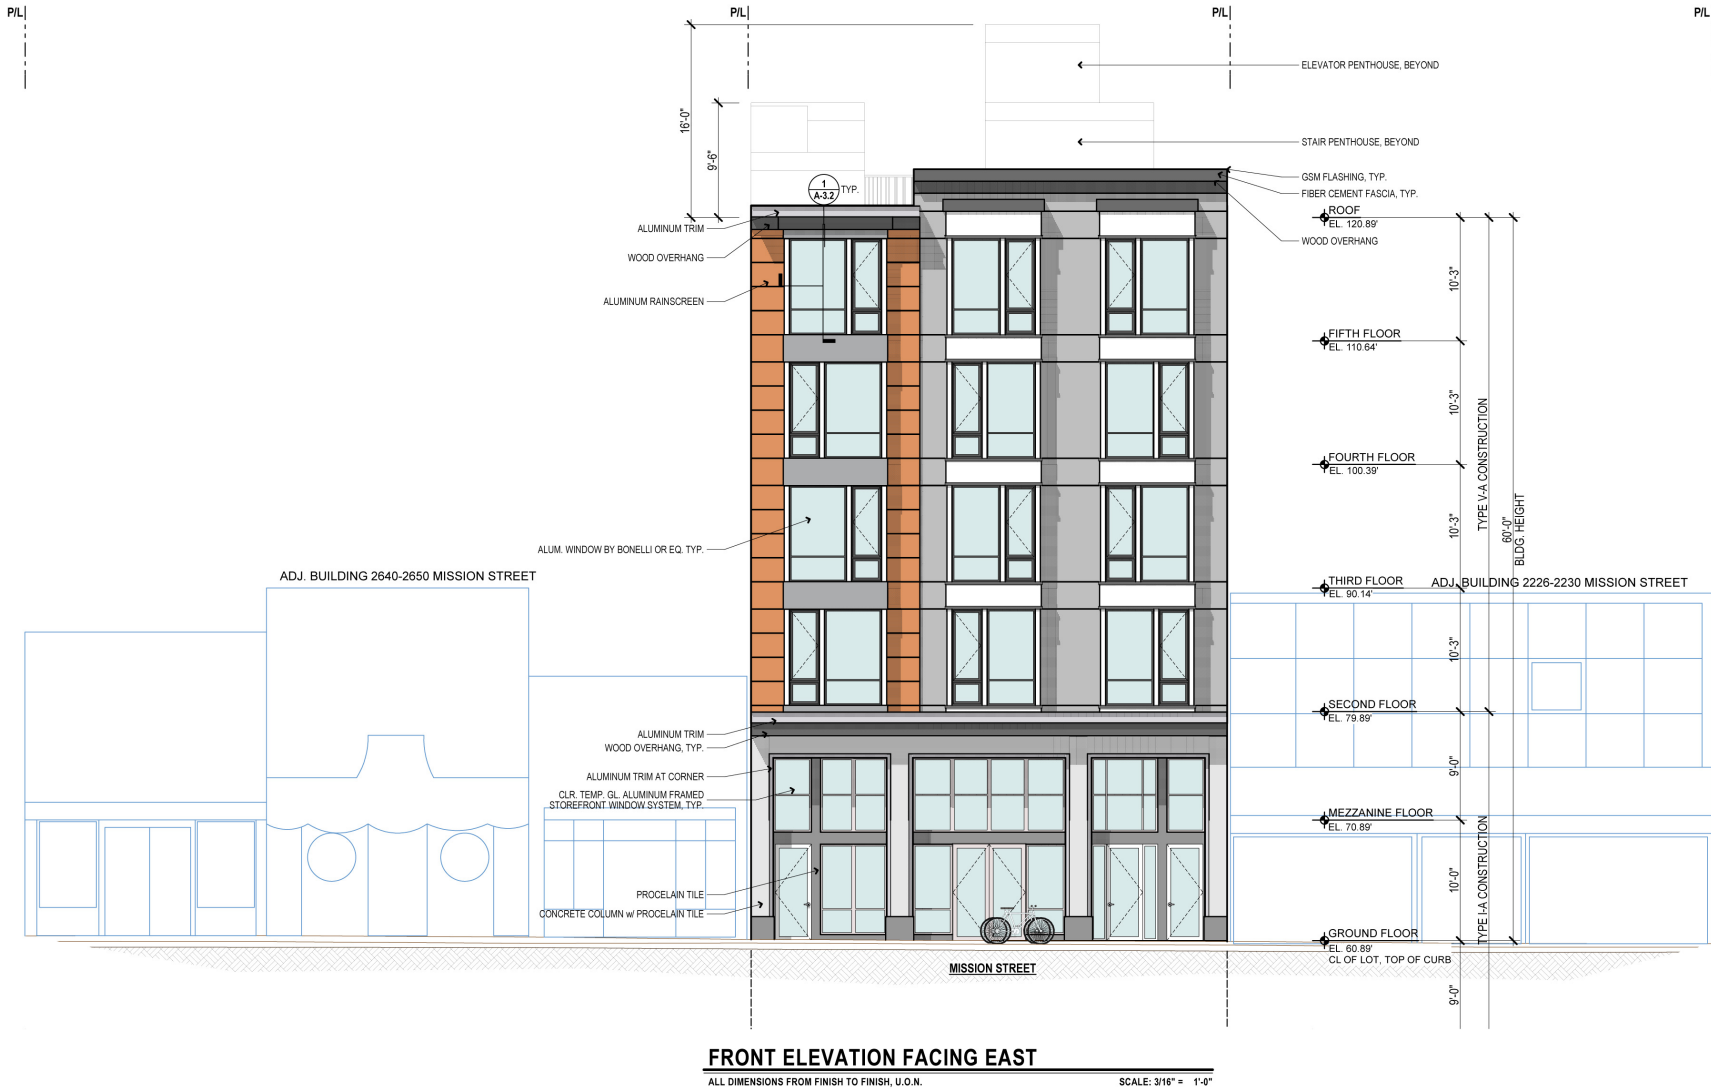 P/L
P/L
P/L
P/L
16'-0"
9'-6"
ELEVATOR PENTHOUSE, BEYOND
STAIR PENTHOUSE, BEYOND
GSM FLASHING, TYP.
FIBER CEMENT FASCIA, TYP.
1
A-3.2
TYP.
ROOF
EL. 120.89'
ALUMINUM TRIM
WOOD OVERHANG
WOOD OVERHANG
ALUMINUM RAINSCREEN
10'-3"
FIFTH FLOOR
EL. 110.64'
10'-3"
FOURTH FLOOR
EL. 100.39'
TYPE V-A CONSTRUCTION
10'-3"
60'-0"
BLDG. HEIGHT
ALUM. WINDOW BY BONELLI OR EQ. TYP.
ADJ. BUILDING 2640-2650 MISSION STREET
THIRD FLOOR
EL. 90.14'
ADJ. BUILDING 2226-2230 MISSION STREET
10'-3"
SECOND FLOOR
EL. 79.89'
ALUMINUM TRIM
WOOD OVERHANG, TYP.
ALUMINUM TRIM AT CORNER
9'-0"
CLR. TEMP. GL. ALUMINUM FRAMED
STOREFRONT WINDOW SYSTEM, TYP.
MEZZANINE FLOOR
EL. 70.89'
TYPE I-A CONSTRUCTION
10'-0"
PROCELAIN TILE
CONCRETE COLUMN w/ PROCELAIN TILE
GROUND FLOOR
EL. 60.89'
CL OF LOT, TOP OF CURB
MISSION STREET
9'-0"
FRONT ELEVATION FACING EAST
ALL DIMENSIONS FROM FINISH TO FINISH, U.O.N.
SCALE: 3/16" = 1'-0"